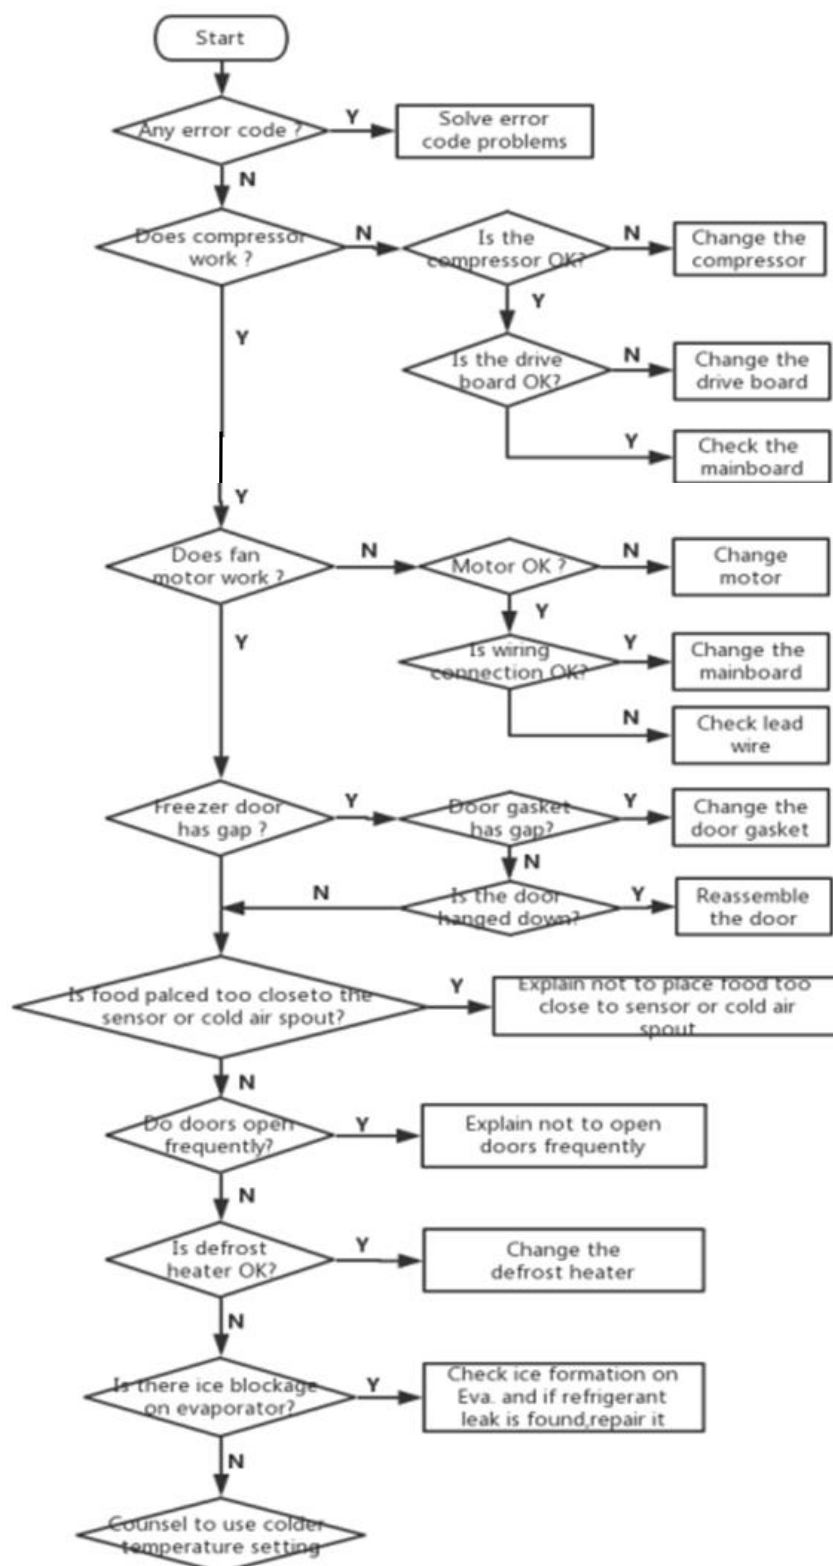 Start
Any error code ?
Y
Solve error
code problems
N
Does compressor
work ?
N
Is the
compressor OK?
N
Change the
compressor
Y
Y
Is the drive
board OK?
N
Change the
drive board
Y
Check the
mainboard
Y
Does fan
motor work ?
N
Motor OK ?
N
Change
motor
Y
Y
Is wiring
connection OK?
Y
Change the
mainboard
N
Check lead
wire
Freezer door
has gap ?
Y
Door gasket
has gap?
Y
Change the
door gasket
N
Is the door
hanged down?
N
Y
Reassemble
the door
Is food palced too closeto the
sensor or cold air spout?
Y
Explain not to place food too
close to sensor or cold air
spout
N
Do doors open
frequently?
Y
Explain not to open
doors frequently
N
Is defrost
heater OK?
Y
Change the
defrost heater
N
Is there ice blockage
on evaporator?
Y
Check ice formation on
Eva. and if refrigerant
leak is found,repair it
N
Counsel to use colder
temperature setting